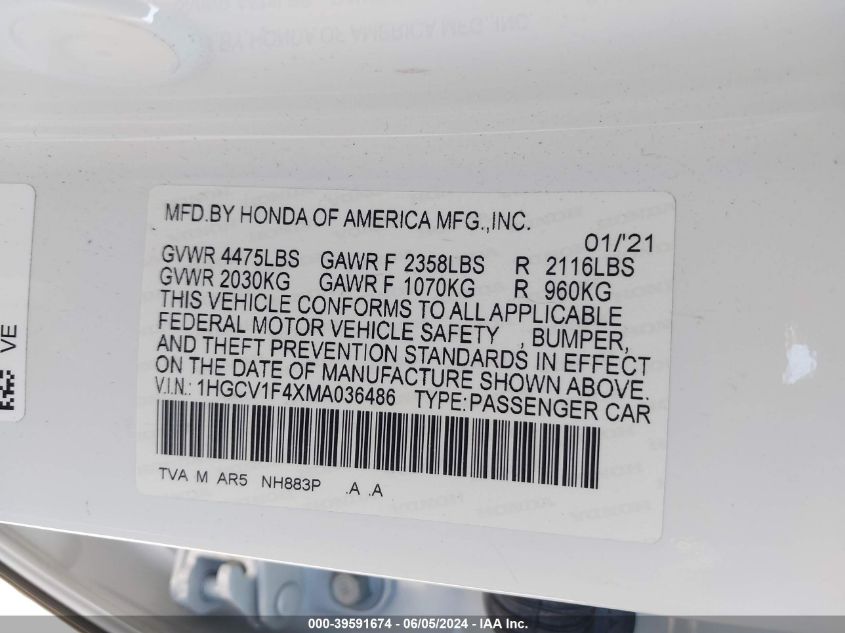 MFD.BY HONDA OF AMERICA MFG.,INC.
01/'21
GVWR 4475LBS GAWR F 2358LBS R 2116LBS
GVWR 2030KG GAWR F 1070KG R 960KG
THIS VEHICLE CONFORMS TO ALL APPLICABLE
FEDERAL MOTOR VEHICLE SAFETY , BUMPER,
AND THEFT PREVENTION STANDARDS IN EFFECT
ON THE DATE OF MANUFACTURE SHOWN ABOVE.
V.I.N.: 1HGCV1F4XMA036486 TYPE:PASSENGER CAR
TVA M AR5 NH883P .A .A
VE
000-39591674 - 06/05/2024 - IAA Inc.